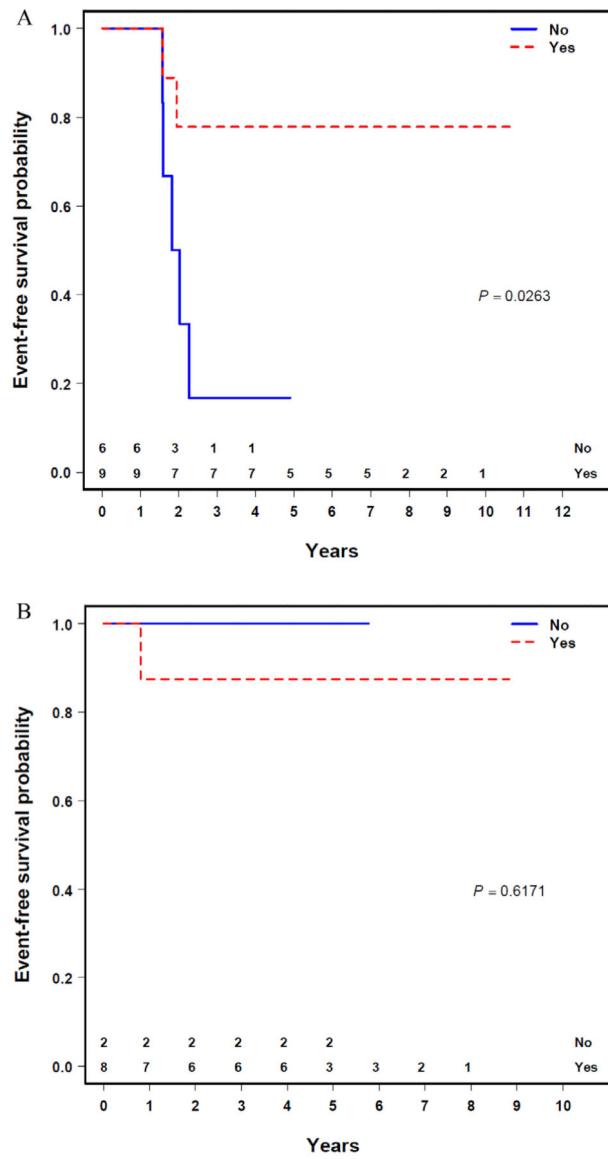 A
1.0
No
Yes
0.8
0.6
Event-free survival probability
0.4
P = 0.0263
0.2
6 6 3 1 1 No
0.0 9 9 7 7 7 5 5 5 2 2 1 Yes
0 1 2 3 4 5 6 7 8 9 10 11 12
Years
B
1.0
No
Yes
0.8
0.6
Event-free survival probability
0.4
P = 0.6171
0.2
2 2 2 2 2 2 No
0.0 8 7 6 6 6 3 3 2 1 Yes
0 1 2 3 4 5 6 7 8 9 10
Years